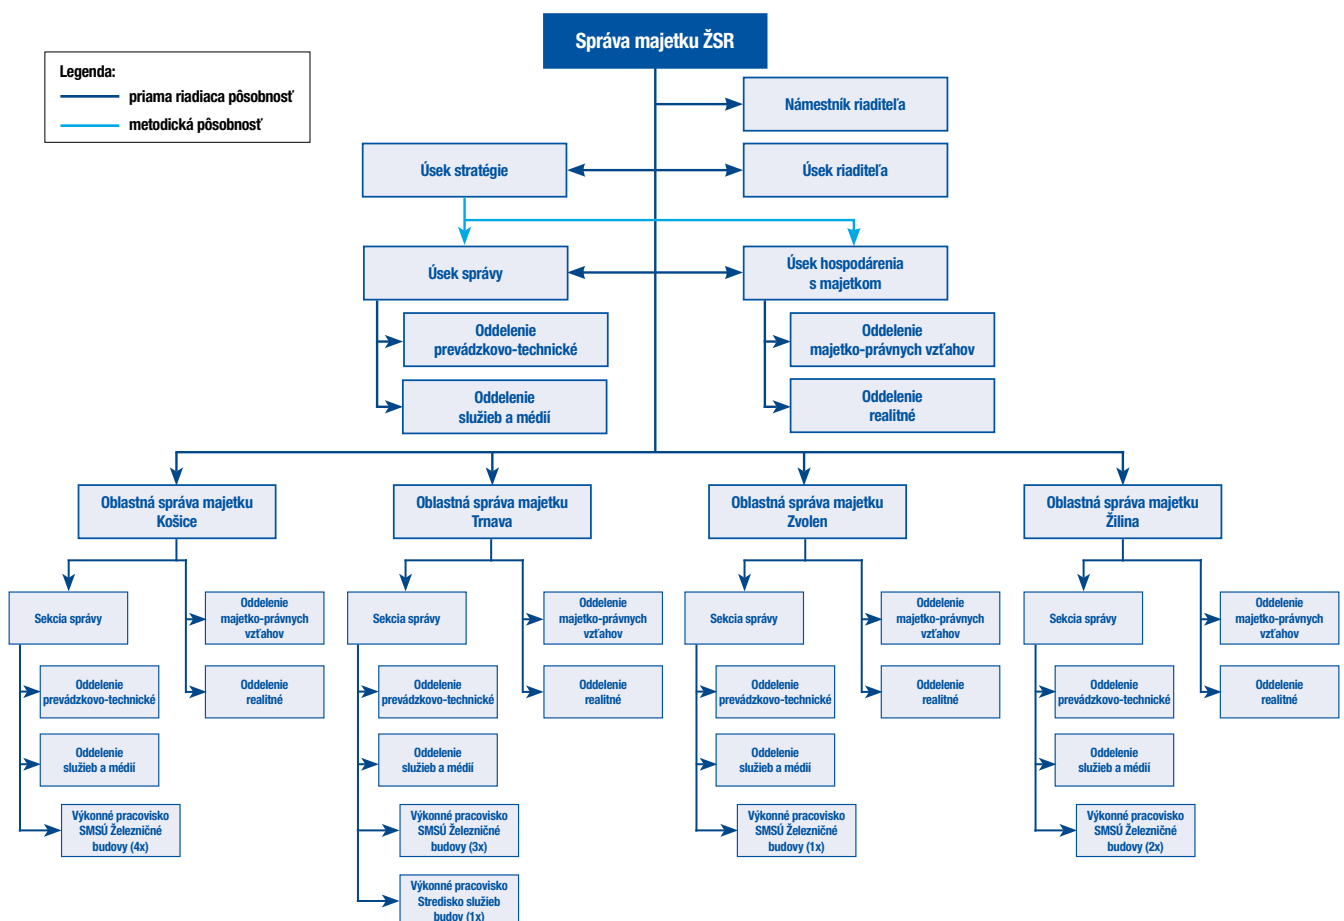 Správa majetku ŽSR
Legenda:
priama riadiaca pôsobnosť
metodická pôsobnosť
Námestník riaditeľa
Úsek stratégie
Úsek riaditeľa
Úsek správy
Úsek hospodárenia
s majetkom
Oddelenie
prevádzkovo-technické
Oddelenie
majetko-právnych vzťahov
Oddelenie
služieb a médií
Oddelenie
realitné
Oblastná správa majetku
Košice
Oblastná správa majetku
Trnava
Oblastná správa majetku
Zvolen
Oblastná správa majetku
Žilina
Sekcia správy
Oddelenie
majetko-právnych
vzťahov
Oddelenie
prevádzkovo-technické
Oddelenie
realitné
Oddelenie
služieb a médií
Výkonné pracovisko
SMSÚ Železničné
budovy (4x)
Sekcia správy
Oddelenie
majetko-právnych
vzťahov
Oddelenie
prevádzkovo-technické
Oddelenie
realitné
Oddelenie
služieb a médií
Výkonné pracovisko
SMSÚ Železničné
budovy (3x)
Výkonné pracovisko
Stredisko služieb
budov (1x)
Sekcia správy
Oddelenie
majetko-právnych
vzťahov
Oddelenie
prevádzkovo-technické
Oddelenie
realitné
Oddelenie
služieb a médií
Výkonné pracovisko
SMSÚ Železničné
budovy (1x)
Sekcia správy
Oddelenie
majetko-právnych
vzťahov
Oddelenie
prevádzkovo-technické
Oddelenie
realitné
Oddelenie
služieb a médií
Výkonné pracovisko
SMSÚ Železničné
budovy (2x)